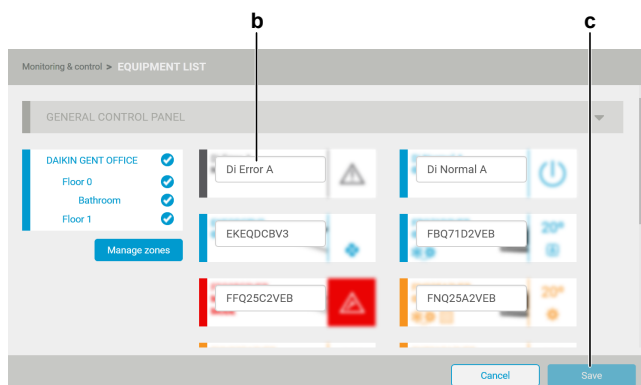 b
c
Monitoring & control > EQUIPMENT LIST
GENERAL CONTROL PANEL
DAIKIN GENT OFFICE
Floor 0
Bathroom
Floor 1
Manage zones
Di Error A
Di Normal A
EKEQDCBV3
FBQ71D2VEB
20°
FFQ25C2VEB
FNQ25A2VEB
20°
Cancel
Save